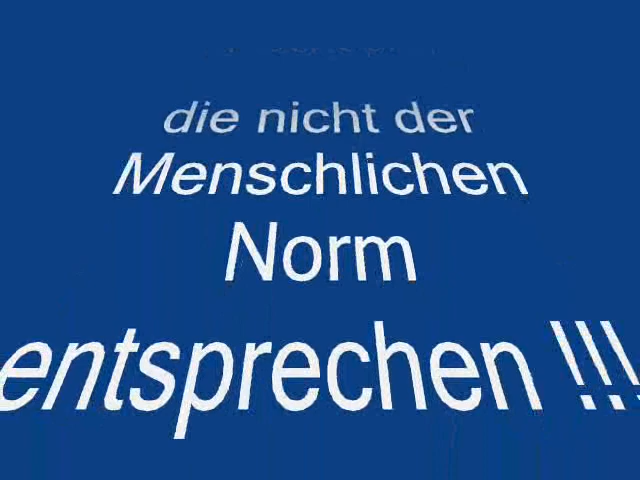 die nicht der
Menschlichen
Norm
entsprechen !!!